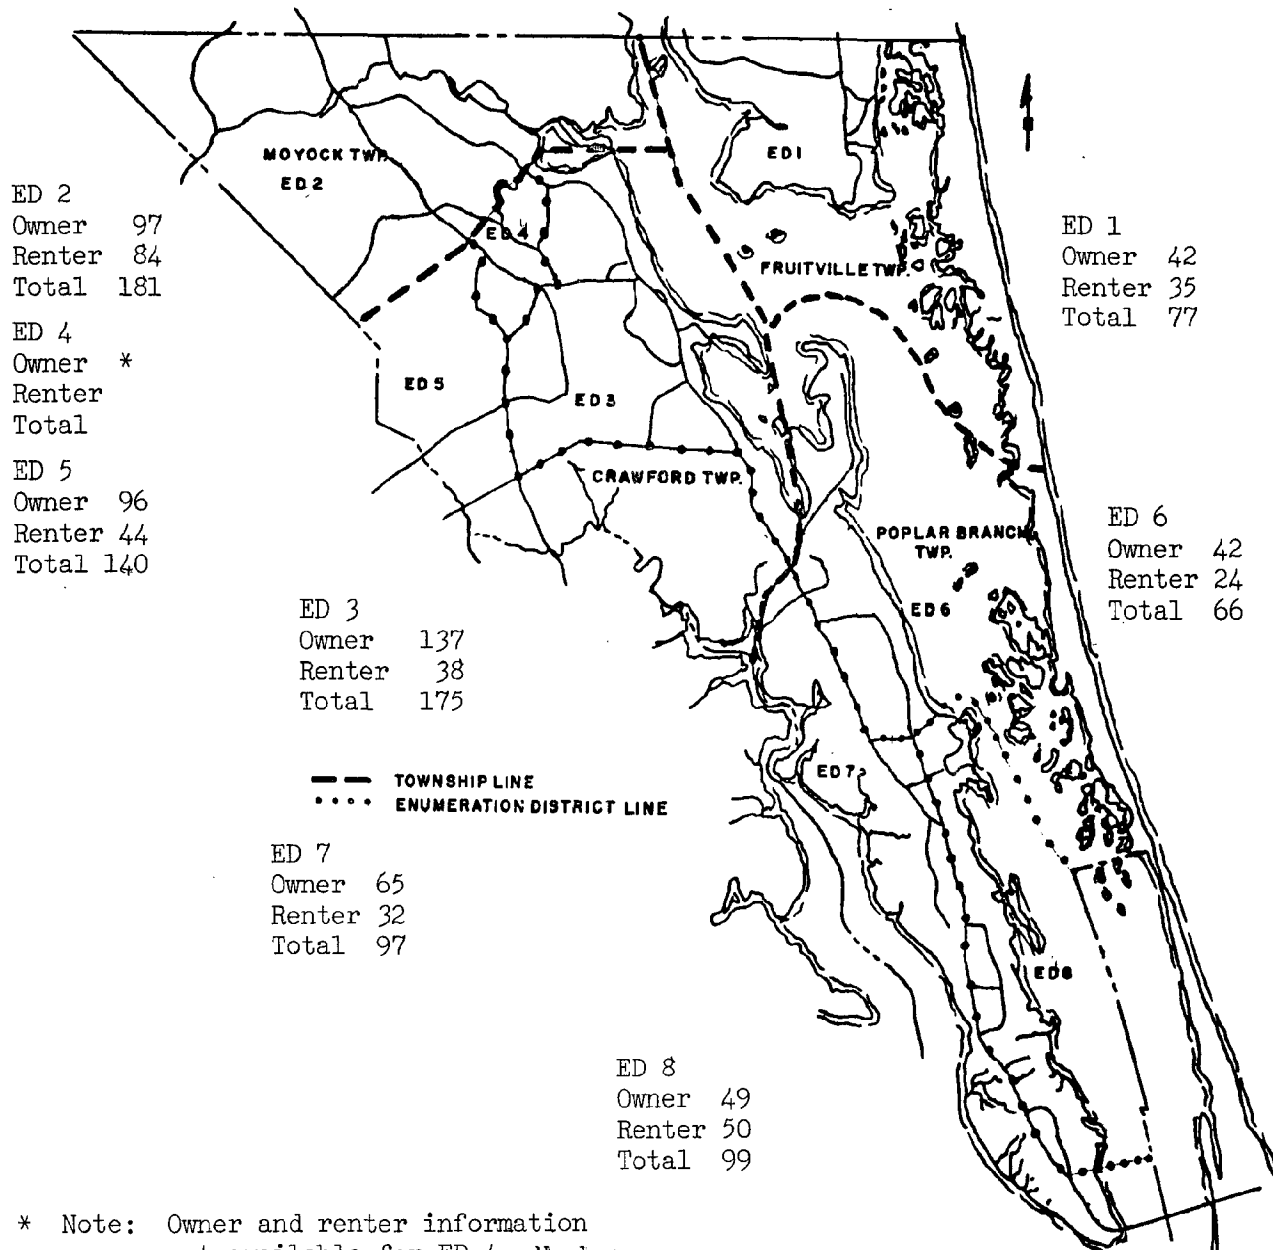 MOYOCK TWP.
ED 2
ED 1
ED 4
FRUITVILLE TWP.
ED 5
ED 3
CRAWFORD TWP.
POPLAR BRANCH
TWP.
ED 6
ED 7
ED 8
ED 2
Owner 97
Renter 84
Total 181
ED 4
Owner *
Renter
Total
ED 5
Owner 96
Renter 44
Total 140
ED 1
Owner 42
Renter 35
Total 77
ED 6
Owner 42
Renter 24
Total 66
ED 3
Owner 137
Renter 38
Total 175
TOWNSHIP LINE
ENUMERATION DISTRICT LINE
ED 7
Owner 65
Renter 32
Total 97
ED 8
Owner 49
Renter 50
Total 99
* Note: Owner and renter information
available for ED 4